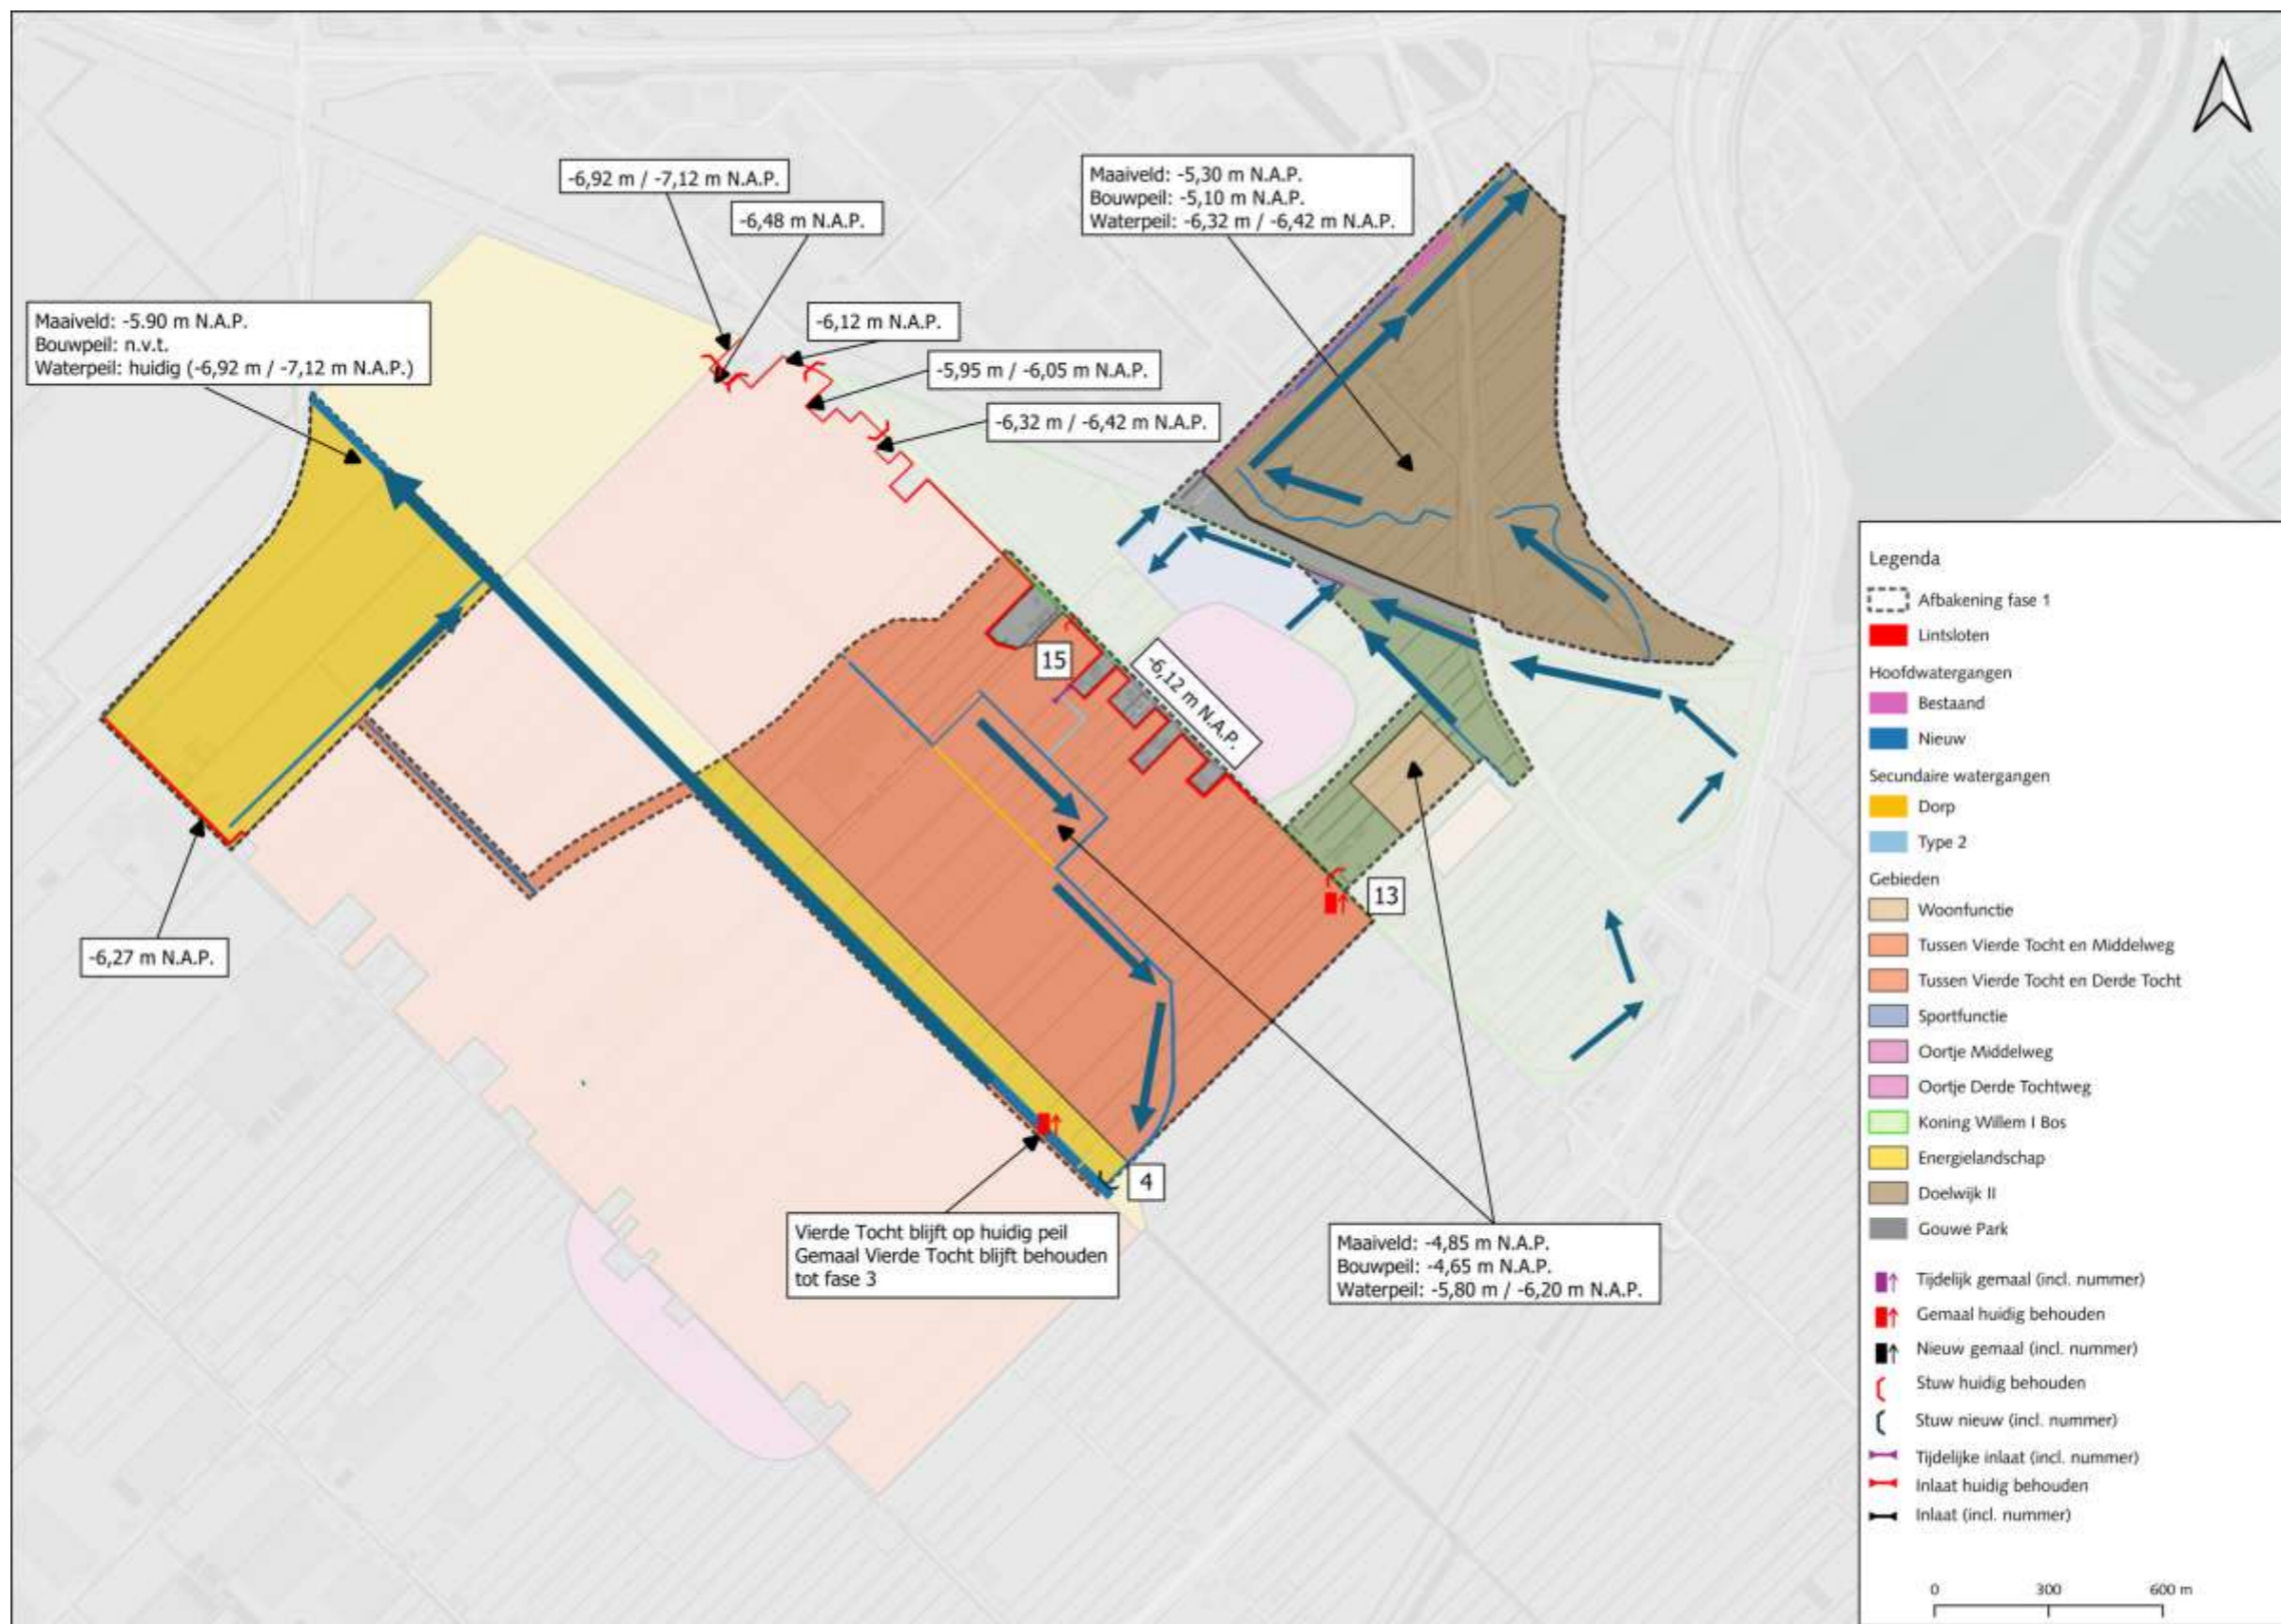 N
-6,92 m / -7,12 m N.A.P.
-6,48 m N.A.P.
Maaiveld: -5,30 m N.A.P.
Bouwpeil: -5,10 m N.A.P.
Waterpeil: -6,32 m / -6,42 m N.A.P.
Maaiveld: -5.90 m N.A.P.
Bouwpeil: n.v.t.
Waterpeil: huidig (-6,92 m / -7,12 m N.A.P.)
-6,12 m N.A.P.
-5,95 m / -6,05 m N.A.P.
-6,32 m / -6,42 m N.A.P.
15
-6,12 m N.A.P.
13
-6,27 m N.A.P.
4
Vierde Tocht blijft op huidig peil
Gemaal Vierde Tocht blijft behouden
tot fase 3
Maaiveld: -4,85 m N.A.P.
Bouwpeil: -4,65 m N.A.P.
Waterpeil: -5,80 m / -6,20 m N.A.P.
Legenda
Afbakening fase 1
Lintsloten
Hoofdwatergangen
Bestaand
Nieuw
Secundaire watergangen
Dorp
Type 2
Gebieden
Woonfunctie
Tussen Vierde Tocht en Middelweg
Tussen Vierde Tocht en Derde Tocht
Sportfunctie
Oortje Middelweg
Oortje Derde Tochtweg
Koning Willem I Bos
Energielandschap
Doelwijk II
Gouwe Park
Tijdelijk gemaal (incl. nummer)
Gemaal huidig behouden
Nieuw gemaal (incl. nummer)
Stuw huidig behouden
Stuw nieuw (incl. nummer)
Tijdelijke inlaat (incl. nummer)
Inlaat huidig behouden
Inlaat (incl. nummer)
0 300 600 m